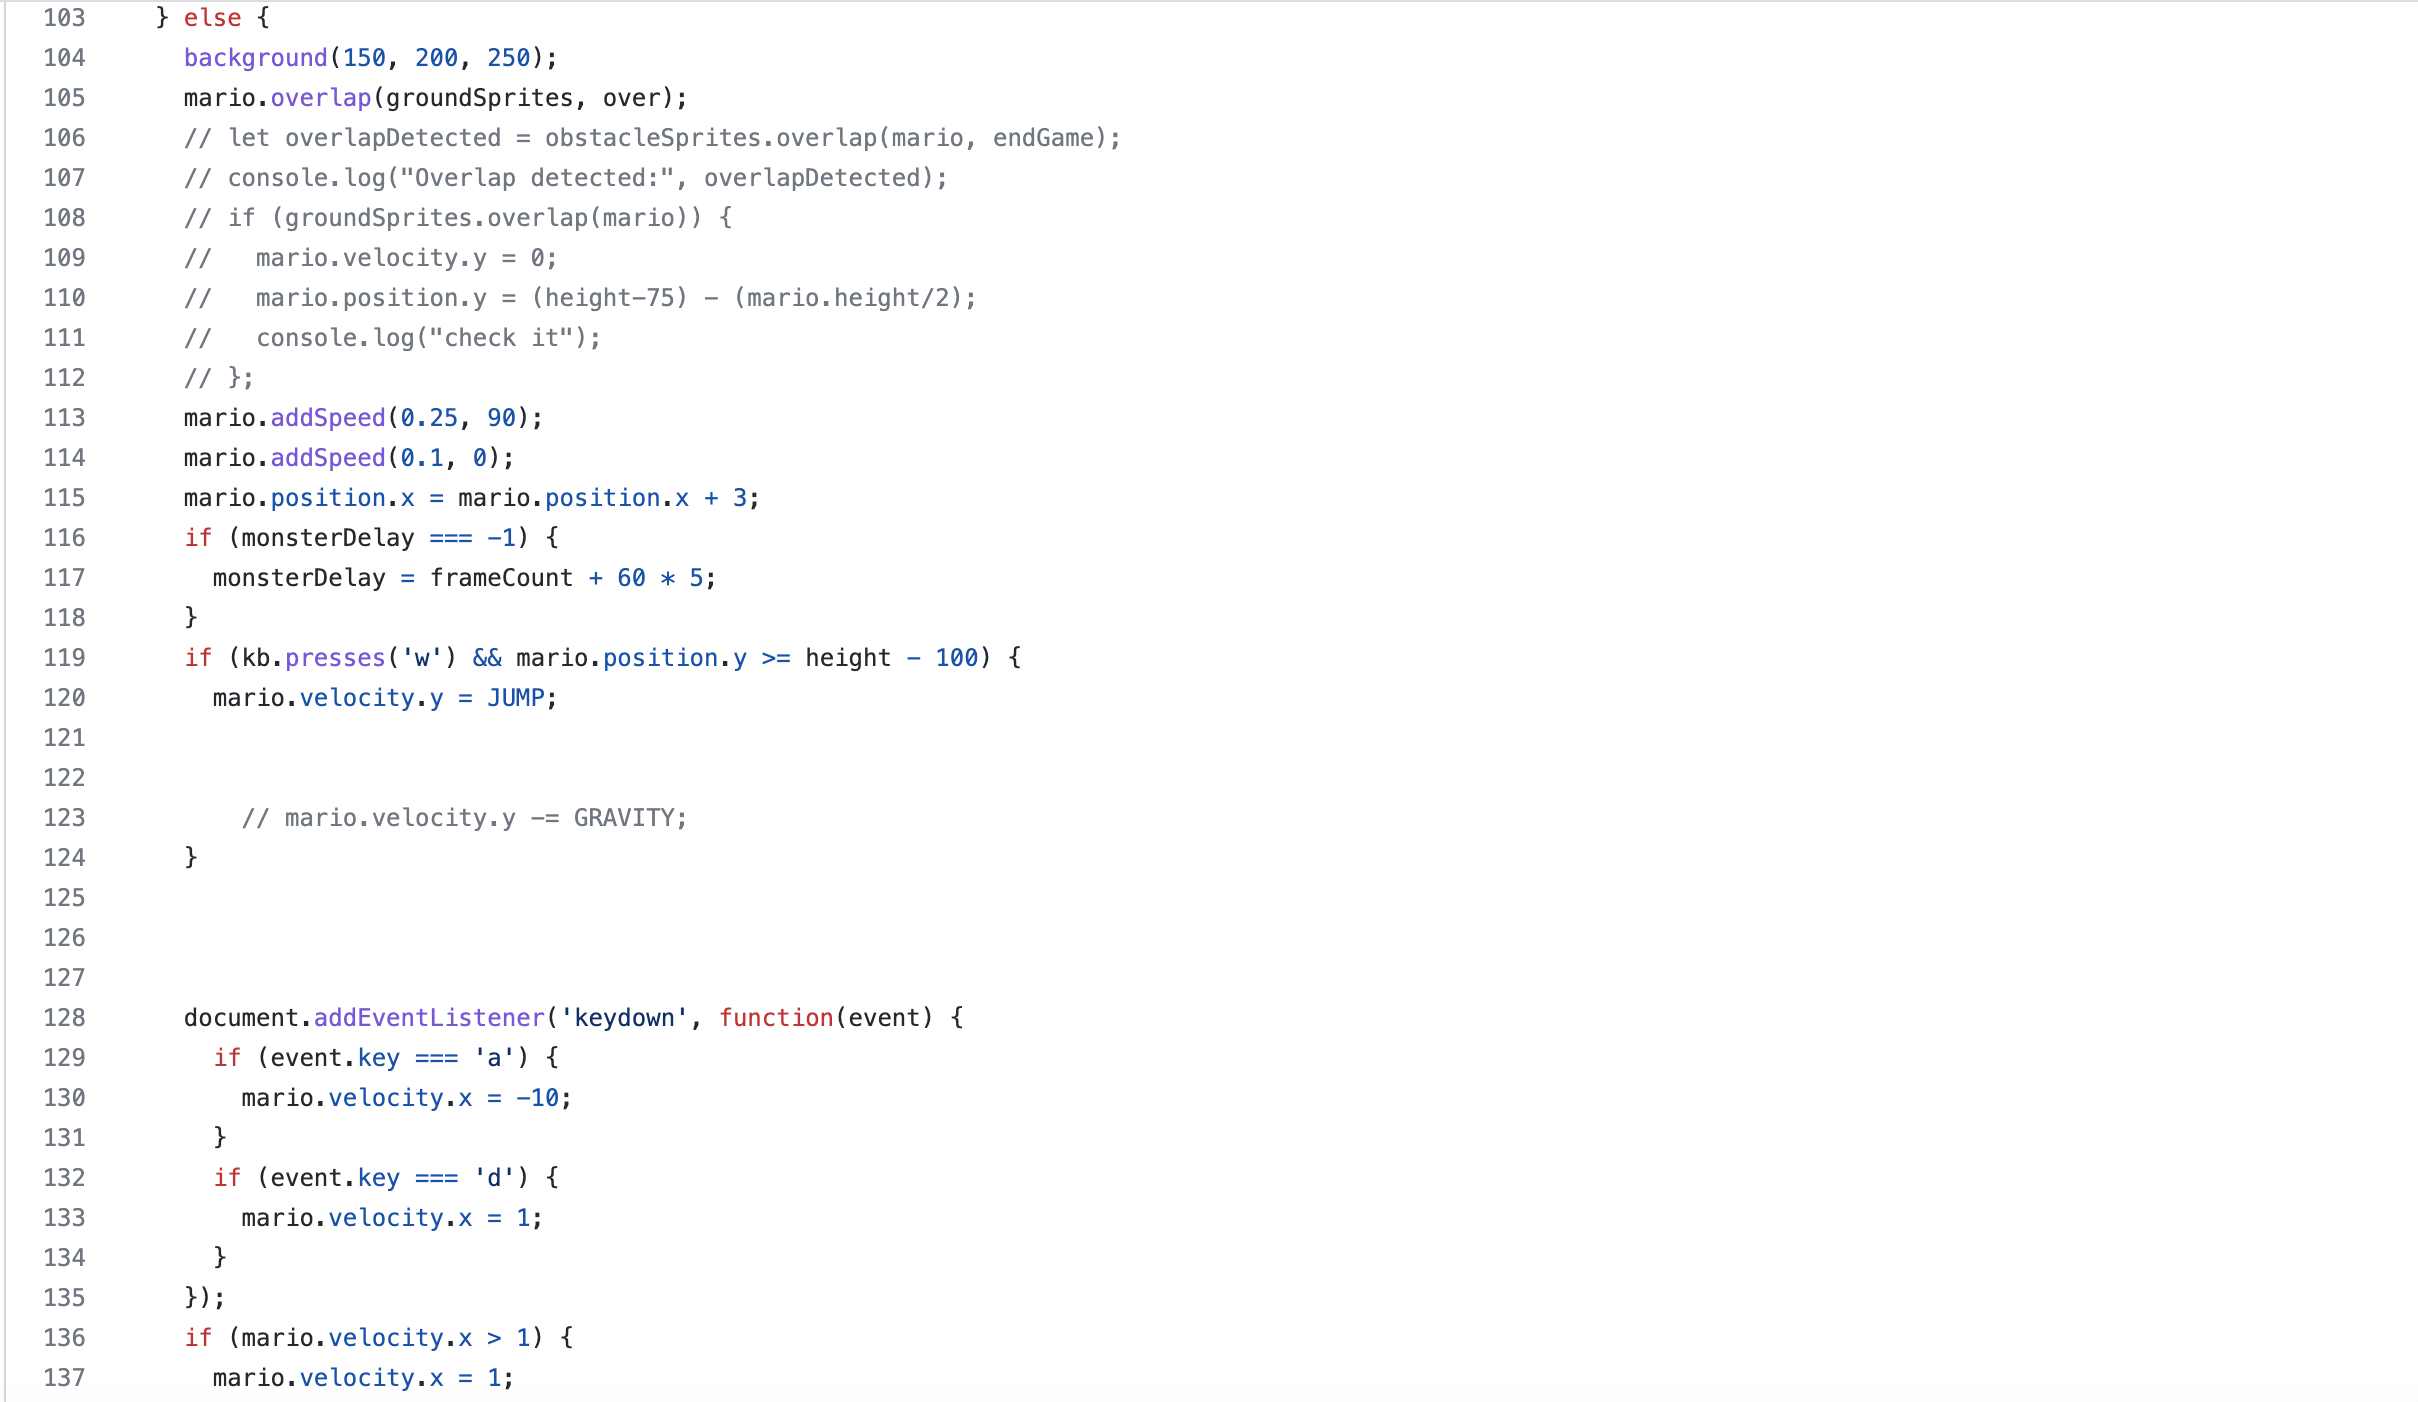 103 } else {
104 background(150, 200, 250);
105 mario.overlap(groundSprites, over);
106 // let overlapDetected = obstacleSprites.overlap(mario, endGame);
107 // console.log("Overlap detected:", overlapDetected);
108 // if (groundSprites.overlap(mario)) {
109 //   mario.velocity.y = 0;
110 //   mario.position.y = (height-75) - (mario.height/2);
111 //   console.log("check it");
112 // };
113 mario.addSpeed(0.25, 90);
114 mario.addSpeed(0.1, 0);
115 mario.position.x = mario.position.x + 3;
116 if (monsterDelay === -1) {
117 monsterDelay = frameCount + 60 * 5;
118 }
119 if (kb.presses('w') && mario.position.y >= height - 100) {
120 mario.velocity.y = JUMP;
121
122
123 // mario.velocity.y -= GRAVITY;
124 }
125
126
127
128 document.addEventListener('keydown', function(event) {
129 if (event.key === 'a') {
130 mario.velocity.x = -10;
131 }
132 if (event.key === 'd') {
133 mario.velocity.x = 1;
134 }
135 });
136 if (mario.velocity.x > 1) {
137 mario.velocity.x = 1;